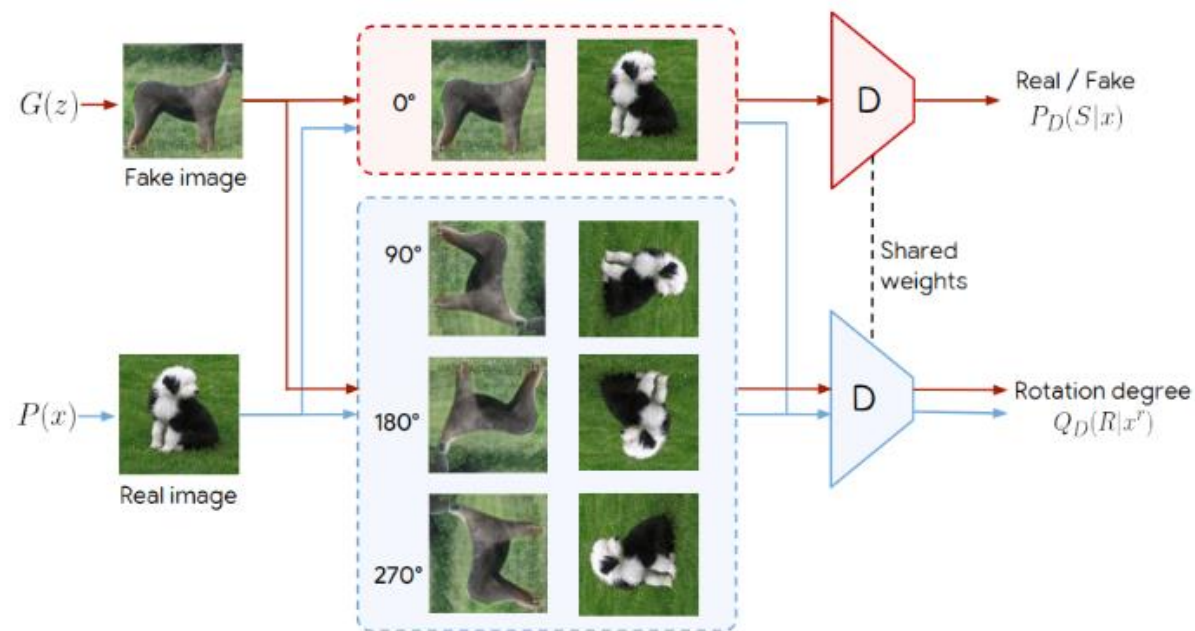 G(z)
Fake image
0°
D
Real / Fake
P_D(S|x)
90°
Shared
weights
P(x)
Real image
180°
D
Rotation degree
Q_D(R|x^r)
270°